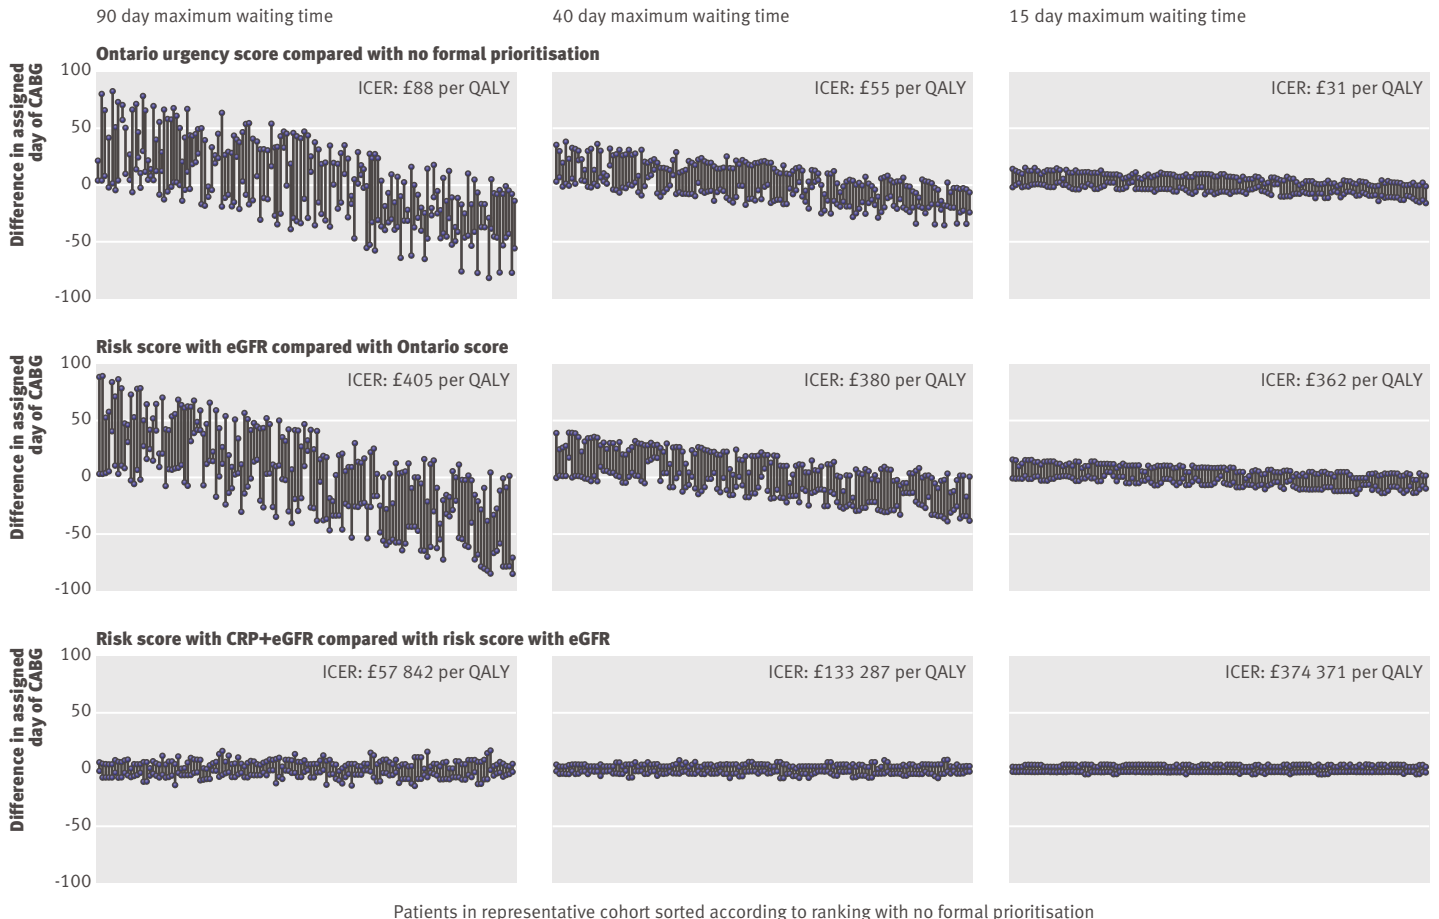 90 day maximum waiting time
40 day maximum waiting time
15 day maximum waiting time
Ontario urgency score compared with no formal prioritisation
Difference in assigned
day of CABG
100
50
0
-50
-100
ICER: £88 per QALY
ICER: £55 per QALY
ICER: £31 per QALY
Risk score with eGFR compared with Ontario score
Difference in assigned
day of CABG
100
50
0
-50
-100
ICER: £405 per QALY
ICER: £380 per QALY
ICER: £362 per QALY
Risk score with CRP+eGFR compared with risk score with eGFR
Difference in assigned
day of CABG
100
50
0
-50
-100
ICER: £57 842 per QALY
ICER: £133 287 per QALY
ICER: £374 371 per QALY
Patients in representative cohort sorted according to ranking with no formal prioritisation